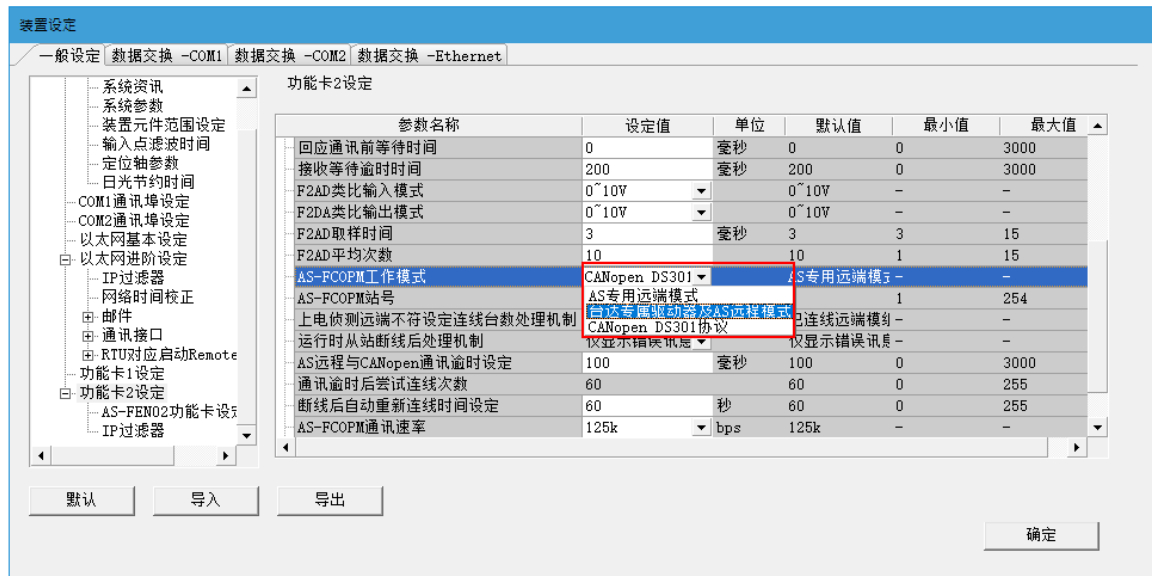 装置设定
一般设定 数据交换 -COM1 数据交换 -COM2 数据交换 -Ethernet
系统资讯
系统参数
装置元件范围设定
输入点滤波时间
定位轴参数
日光节约时间
COM1通讯埠设定
COM2通讯埠设定
以太网基本设定
以太网进阶设定
IP过滤器
网络时间校正
邮件
通讯接口
RTU对应启动Remote
功能卡1设定
功能卡2设定
AS-FEN02功能卡设定
IP过滤器
功能卡2设定
参数名称 设定值 单位 默认值 最小值 最大值
回应通讯前等待时间 0 毫秒 0 0 3000
接收等待逾时时间 200 毫秒 200 0 3000
F2AD类比输入模式 0~10V 0~10V - -
F2DA类比输出模式 0~10V 0~10V - -
F2AD取样时间 3 毫秒 3 3 15
F2AD平均次数 10 10 1 15
AS-FCOPM工作模式 CANopen DS301 AS专用远端模 - -
AS-FCOPM站号 AS专用远端模式 1 254
台达专属驱动器及AS远程模式
上电侦测远端不符设定连线台数处理机制 CANopen DS301协议 已连线远端模 - -
运行时从站断线后处理机制 仅显示错误讯息 仅显示错误讯息 - -
AS远程与CANopen通讯逾时设定 100 毫秒 100 0 3000
通讯逾时后尝试连线次数 60 60 0 255
断线后自动重新连线时间设定 60 秒 60 0 255
AS-FCOPM通讯速率 125k bps 125k - -
默认 导入 导出
确定